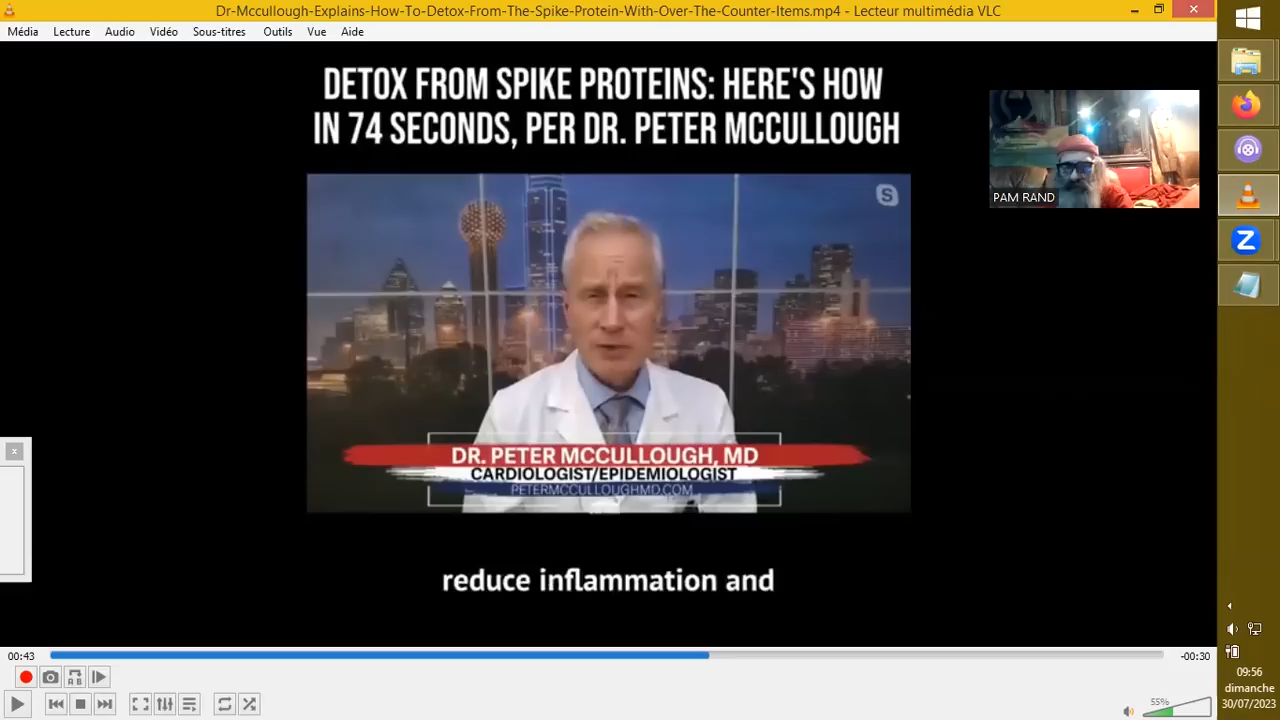 Dr-Mccullough-Explains-How-To-Detox-From-The-Spike-Protein-With-Over-The-Counter-Items.mp4 - Lecteur multimédia VLC
Média Lecture Audio Vidéo Sous-titres Outils Vue Aide
DETOX FROM SPIKE PROTEINS: HERE'S HOW
IN 74 SECONDS, PER DR. PETER MCCULLOUGH
S
PAM RAND
DR. PETER MCCULLOUGH, MD
CARDIOLOGIST/EPIDEMIOLOGIST
PETERMCCULLOUGHMD.COM
reduce inflammation and
00:43
-00:30
55%
09:56
dimanche
30/07/2023